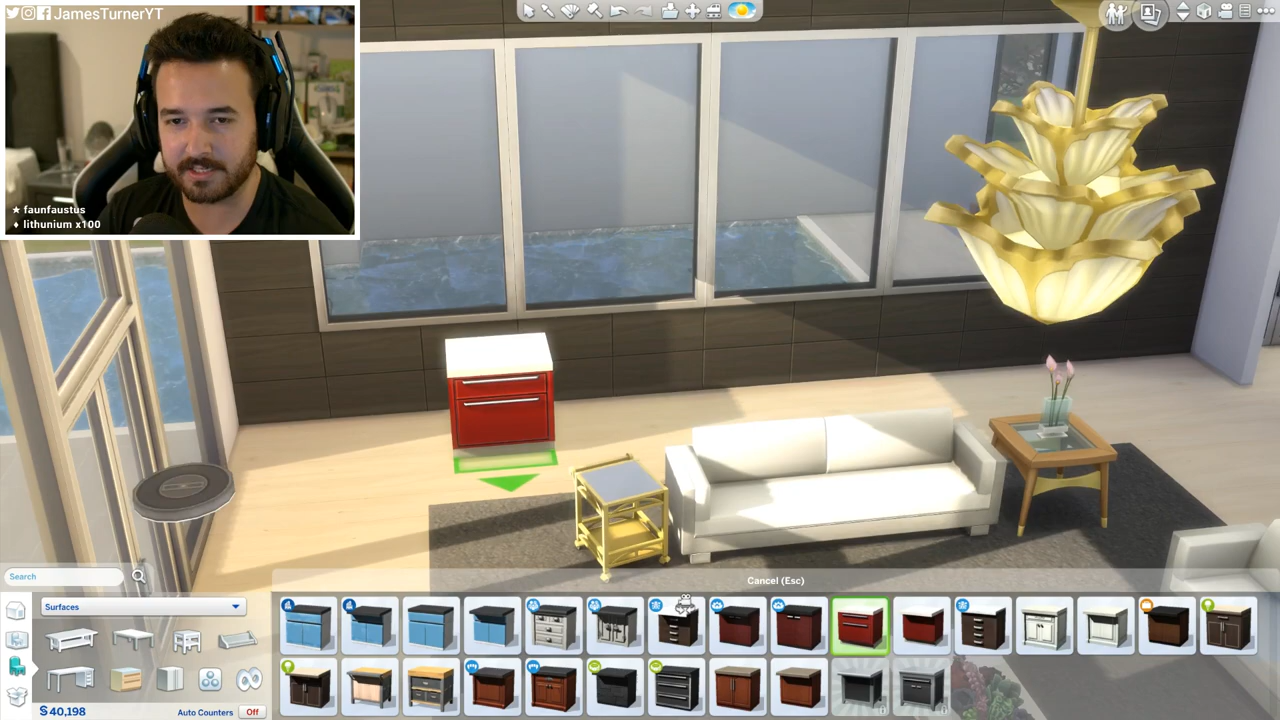 JamesTurnerYT
★ faunfaustus
♦ lithunium x100
Cancel (Esc)
Search
Surfaces
§40,198
Auto Counters Off